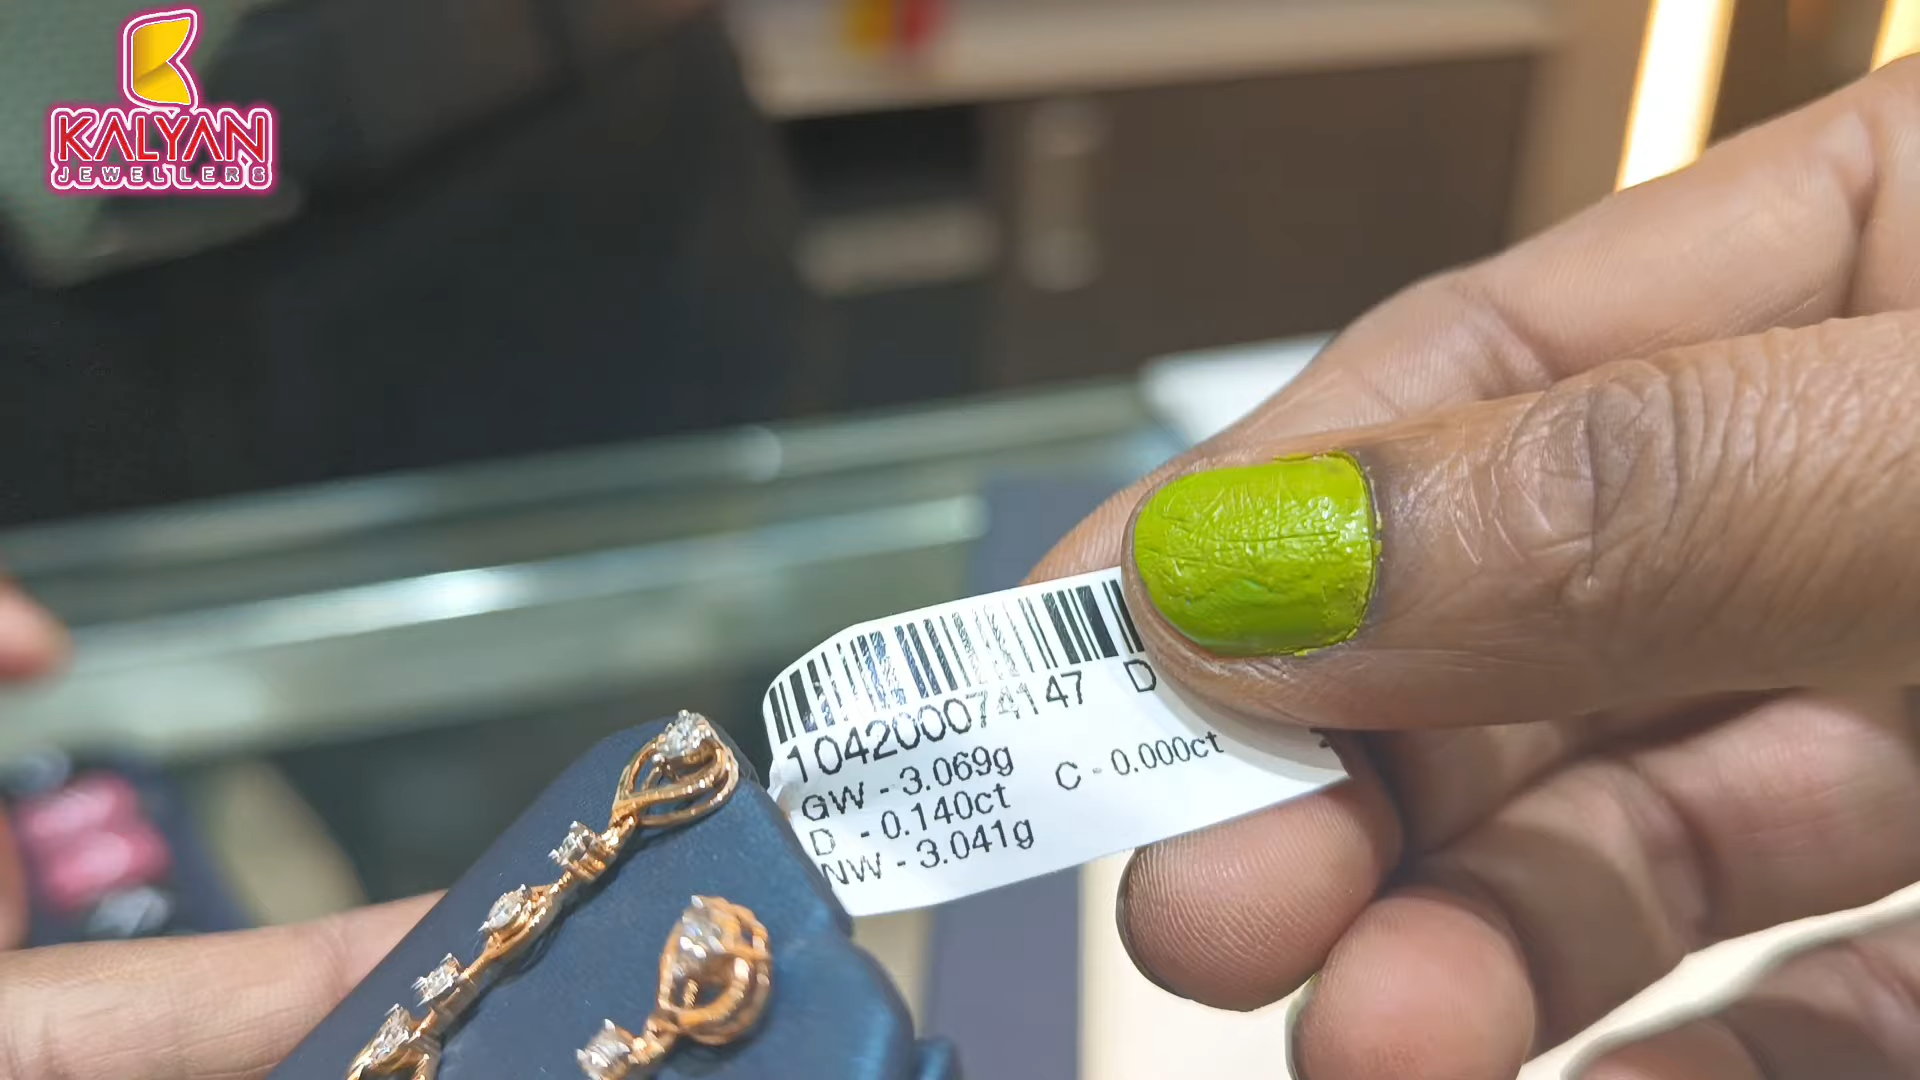 KALYAN
JEWELLERS
104200074147 D
GW - 3.069g
D - 0.140ct C - 0.000ct
NW - 3.041g